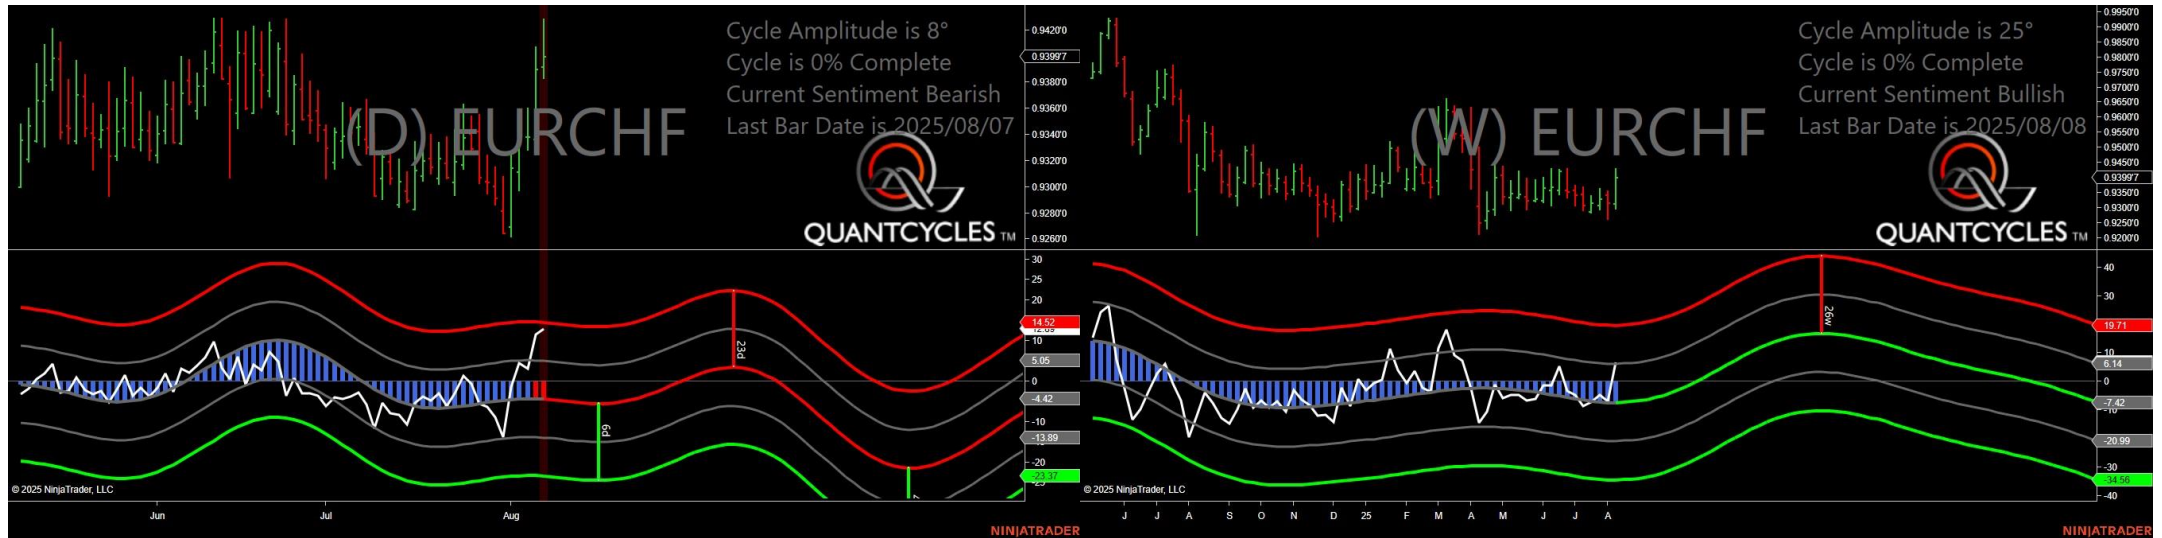 Cycle Amplitude is 8°
Cycle is 0% Complete
Current Sentiment Bearish
Last Bar Date is 2025/08/07
(D) EURCHF
QUANTCYCLES TM
0.9420'0
0.9399'7
0.9380'0
0.9360'0
0.9340'0
0.9320'0
0.9300'0
0.9280'0
0.9260'0
30
25
20
14.52
10
5.05
0
-4.42
-10
-13.89
-20
-23.37
23d
6d
© 2025 NinjaTrader, LLC
Jun
Jul
Aug
NINJATRADER
Cycle Amplitude is 25°
Cycle is 0% Complete
Current Sentiment Bullish
Last Bar Date is 2025/08/08
(W) EURCHF
QUANTCYCLES TM
0.9950'0
0.9900'0
0.9850'0
0.9800'0
0.9750'0
0.9700'0
0.9650'0
0.9600'0
0.9550'0
0.9500'0
0.9450'0
0.9399'7
0.9350'0
0.9300'0
0.9250'0
0.9200'0
40
30
19.71
10
6.14
0
-7.42
-10
-20.99
-30
-34.56
-40
26w
© 2025 NinjaTrader, LLC
J J A S O N D 25 F M A M J J A
NINJATRADER